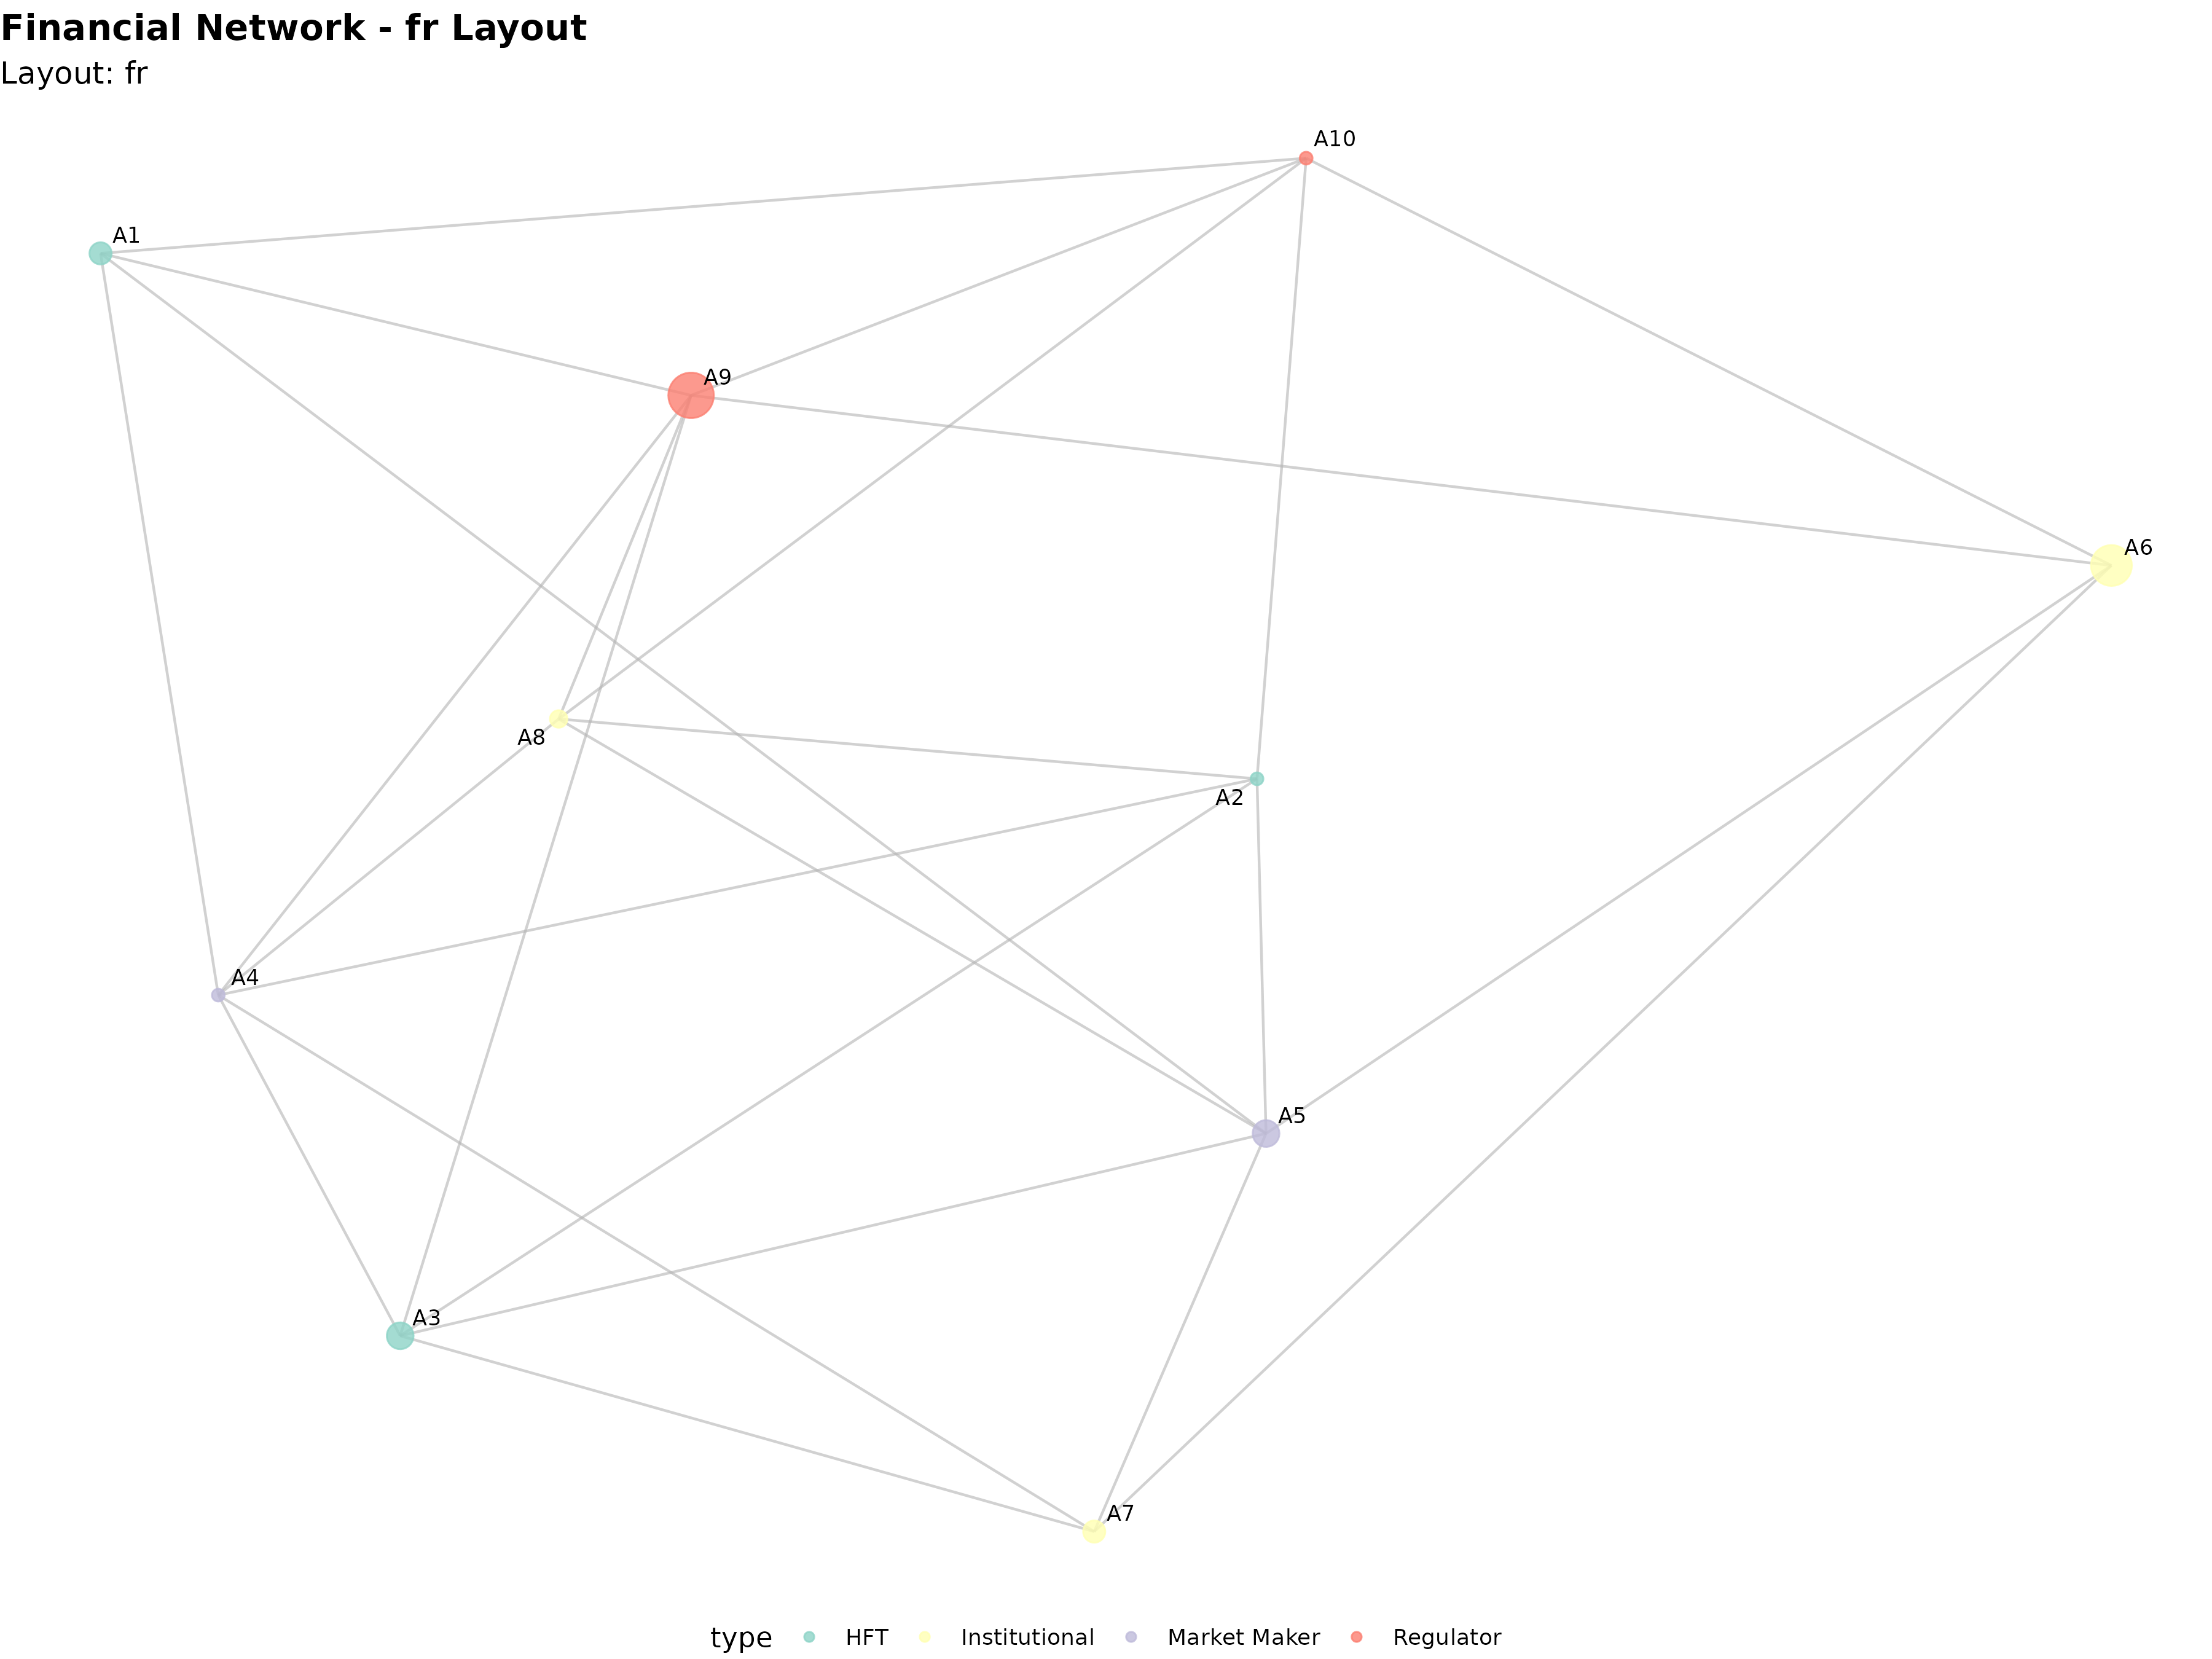 Financial Network - fr Layout
Layout: fr
A10
A1
A9
A6
A8
A2
A4
A5
A3
A7
type HFT Institutional Market Maker Regulator